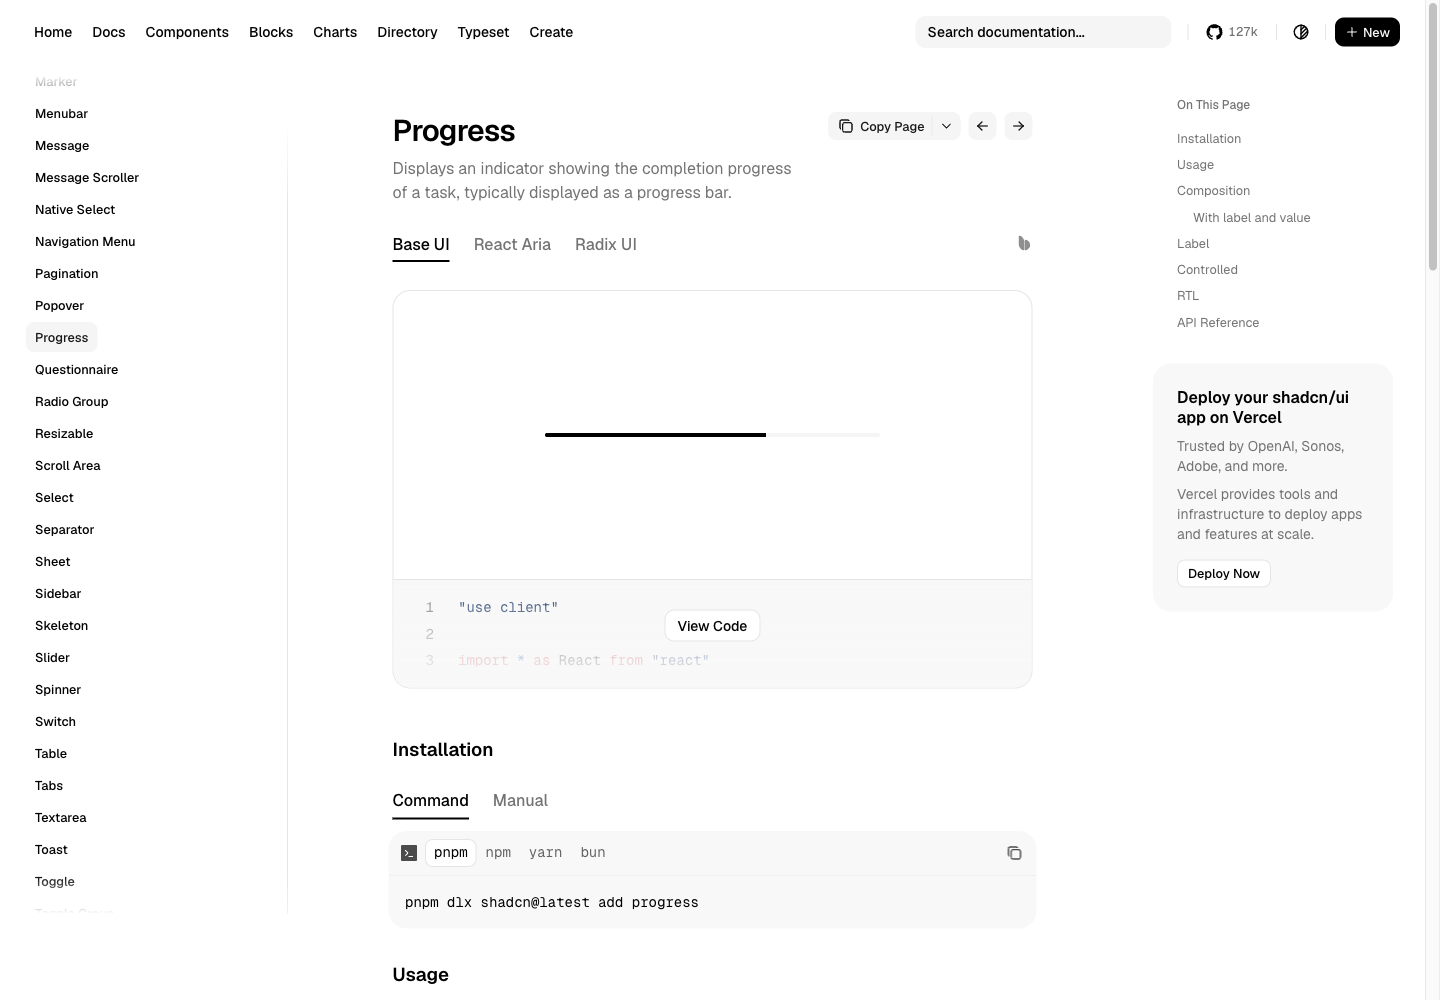 Home Docs Components Blocks Charts Directory Typeset Create
Search documentation...
127k
New
Marker
Menubar
Message
Message Scroller
Native Select
Navigation Menu
Pagination
Popover
Progress
Questionnaire
Radio Group
Resizable
Scroll Area
Select
Separator
Sheet
Sidebar
Skeleton
Slider
Spinner
Switch
Table
Tabs
Textarea
Toast
Toggle
Progress
Copy Page
Displays an indicator showing the completion progress
of a task, typically displayed as a progress bar.
Base UI React Aria Radix UI
1 "use client"
2
3 import * as React from "react"
View Code
Installation
Command Manual
pnpm npm yarn bun
pnpm dlx shadcn@latest add progress
Usage
On This Page
Installation
Usage
Composition
With label and value
Label
Controlled
RTL
API Reference
Deploy your shadcn/ui
app on Vercel
Trusted by OpenAI, Sonos,
Adobe, and more.
Vercel provides tools and
infrastructure to deploy apps
and features at scale.
Deploy Now